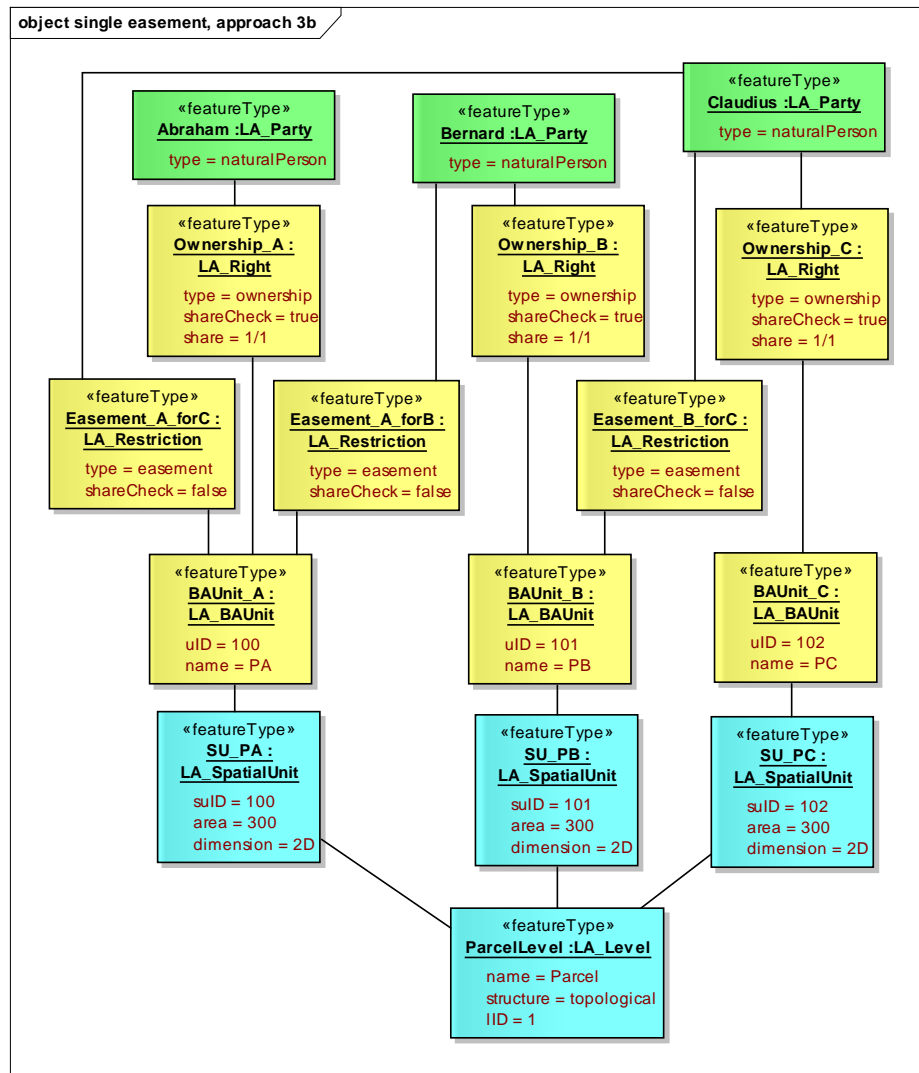 object single easement, approach 3b
«featureType»
Abraham :LA_Party
type = naturalPerson
«featureType»
Bernard :LA_Party
type = naturalPerson
«featureType»
Claudius :LA_Party
type = naturalPerson
«featureType»
Ownership_A :
LA_Right
type = ownership
shareCheck = true
share = 1/1
«featureType»
Ownership_B :
LA_Right
type = ownership
shareCheck = true
share = 1/1
«featureType»
Ownership_C :
LA_Right
type = ownership
shareCheck = true
share = 1/1
«featureType»
Easement_A_forC :
LA_Restriction
type = easement
shareCheck = false
«featureType»
Easement_A_forB :
LA_Restriction
type = easement
shareCheck = false
«featureType»
Easement_B_forC :
LA_Restriction
type = easement
shareCheck = false
«featureType»
BAUnit_A :
LA_BAUnit
uID = 100
name = PA
«featureType»
BAUnit_B :
LA_BAUnit
uID = 101
name = PB
«featureType»
BAUnit_C :
LA_BAUnit
uID = 102
name = PC
«featureType»
SU_PA :
LA_SpatialUnit
suID = 100
area = 300
dimension = 2D
«featureType»
SU_PB :
LA_SpatialUnit
suID = 101
area = 300
dimension = 2D
«featureType»
SU_PC :
LA_SpatialUnit
suID = 102
area = 300
dimension = 2D
«featureType»
ParcelLevel :LA_Level
name = Parcel
structure = topological
lID = 1